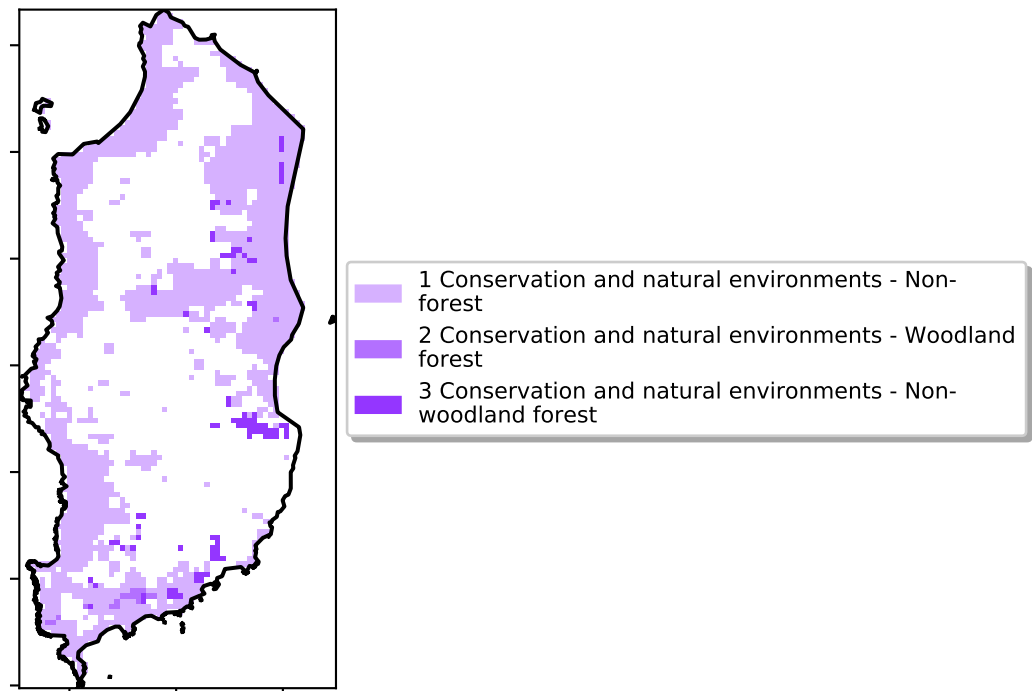 1 Conservation and natural environments - Non-
forest
2 Conservation and natural environments - Woodland
forest
3 Conservation and natural environments - Non-
woodland forest